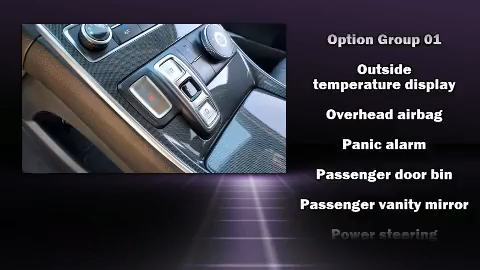 Option Group 01
Outside
temperature display
Overhead airbag
Panic alarm
Passenger door bin
Passenger vanity mirror
Power steering